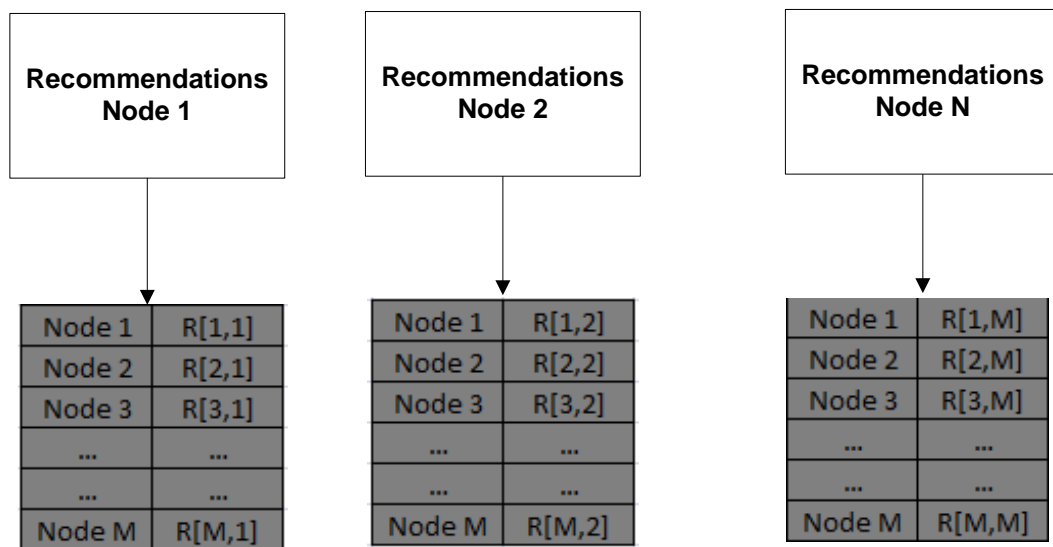 Recommendations
Node 1
Recommendations
Node 2
Recommendations
Node N
Node 1 R[1,1]
Node 2 R[2,1]
Node 3 R[3,1]
... ...
... ...
Node M R[M,1]
Node 1 R[1,2]
Node 2 R[2,2]
Node 3 R[3,2]
... ...
... ...
Node M R[M,2]
Node 1 R[1,M]
Node 2 R[2,M]
Node 3 R[3,M]
... ...
... ...
Node M R[M,M]